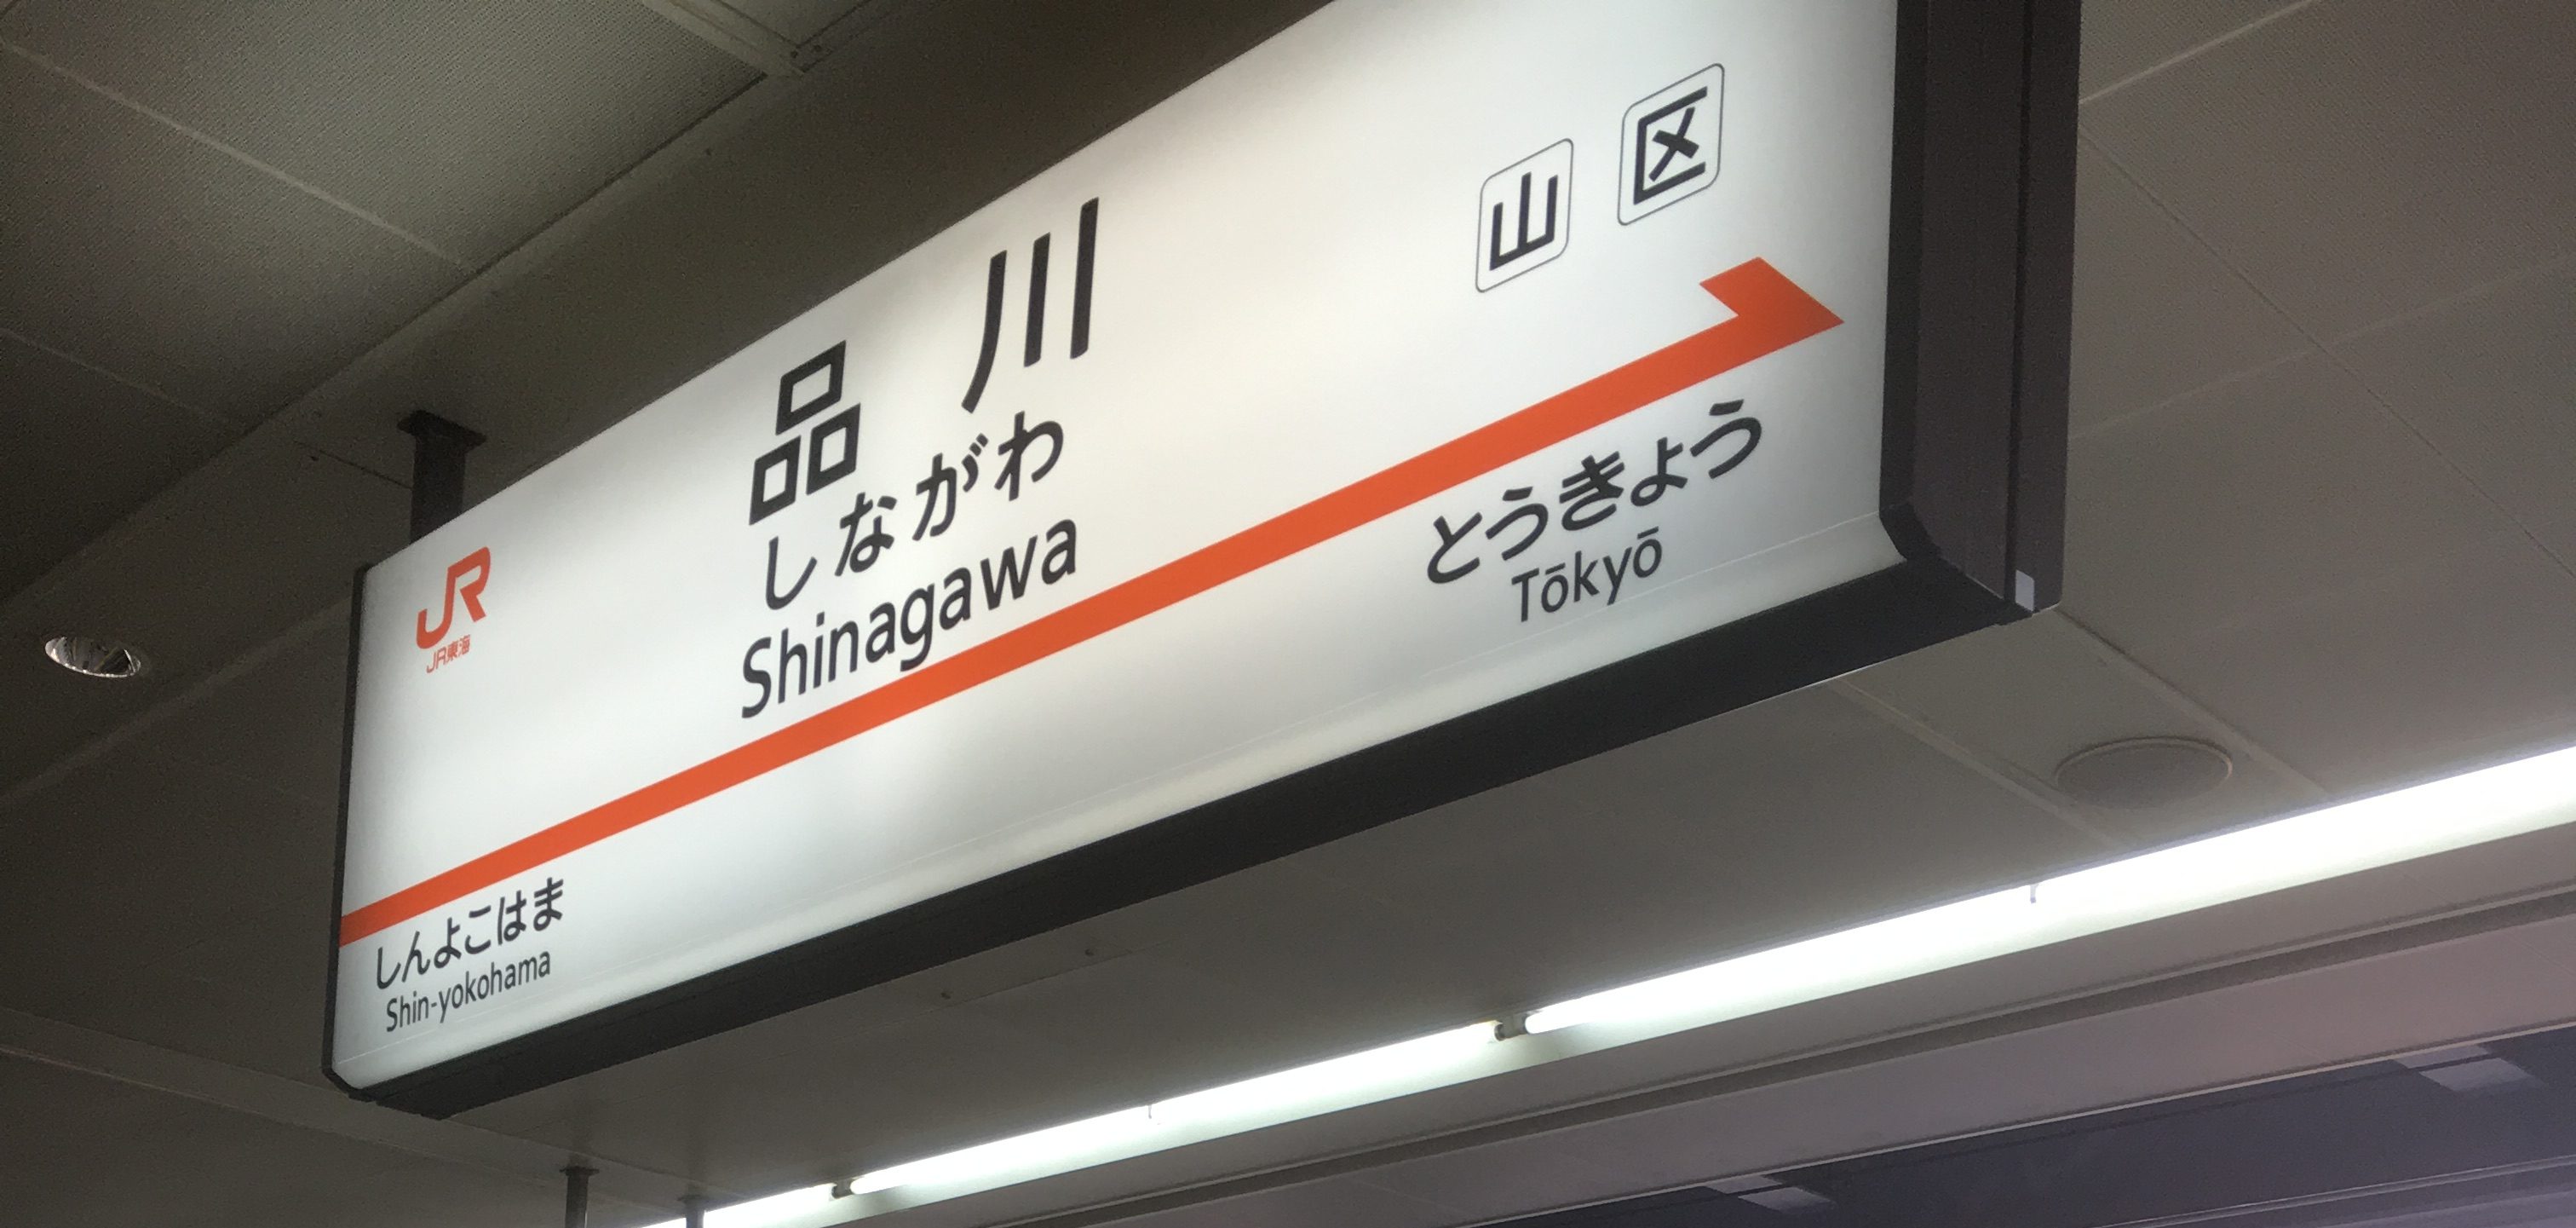 山 区
品川
しながわ
Shinagawa
JR
JR東海
とうきょう
Tōkyō
しんよこはま
Shin-yokohama